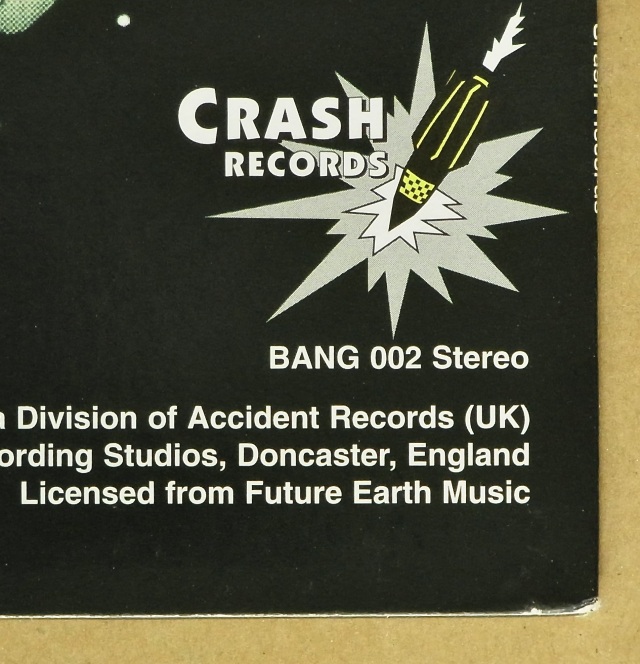 CRASH
RECORDS
BANG 002 Stereo
a Division of Accident Records (UK)
ording Studios, Doncaster, England
Licensed from Future Earth Music